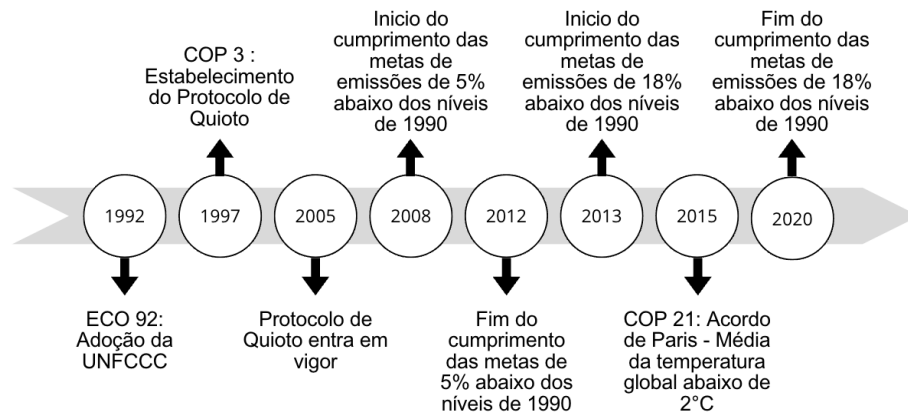 COP 3 :
Estabelecimento
do Protocolo de
Quioto
Inicio do
cumprimento das
metas de
emissões de 5%
abaixo dos níveis
de 1990
Inicio do
cumprimento das
metas de
emissões de 18%
abaixo dos níveis
de 1990
Fim do
cumprimento das
metas de
emissões de 18%
abaixo dos níveis
de 1990
1992
1997
2005
2008
2012
2013
2015
2020
ECO 92:
Adoção da
UNFCCC
Protocolo de
Quioto entra em
vigor
Fim do
cumprimento
das metas de
5% abaixo dos
níveis de 1990
COP 21: Acordo
de Paris - Média
da temperatura
global abaixo de
2°C